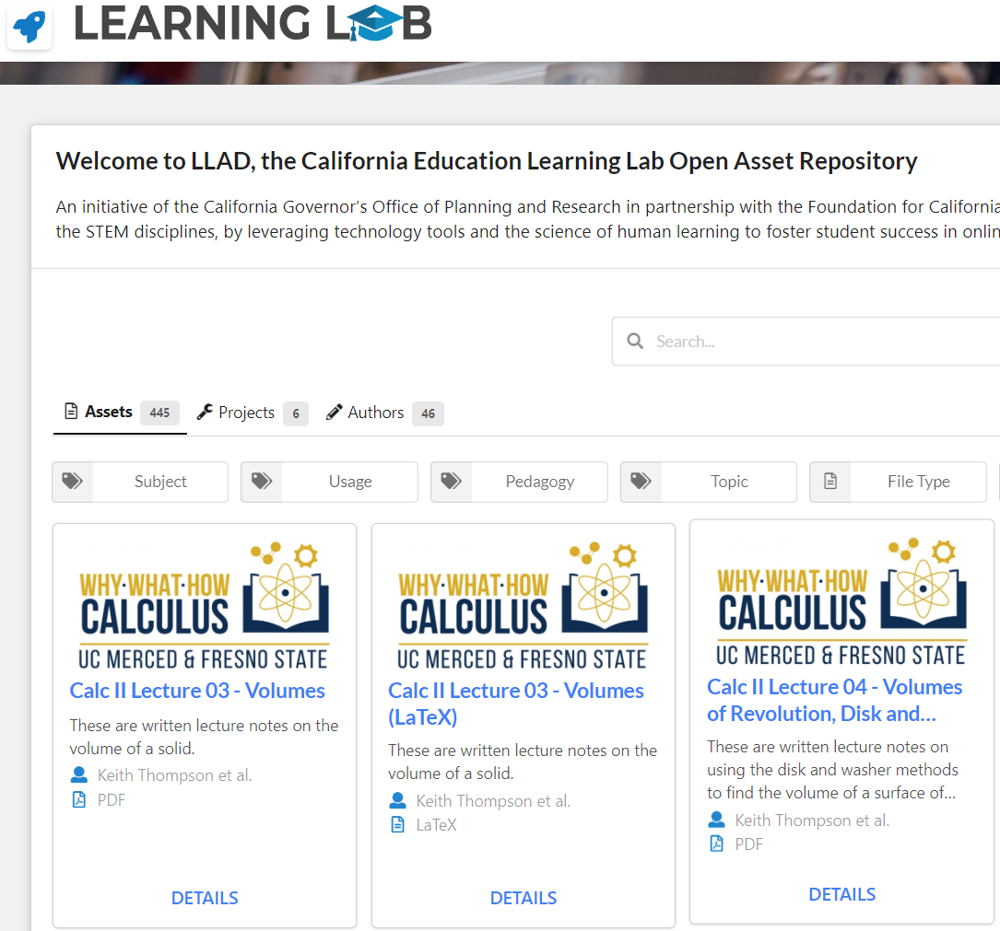 LEARNING LAB
Welcome to LLAD, the California Education Learning Lab Open Asset Repository
An initiative of the California Governor's Office of Planning and Research in partnership with the Foundation for California
the STEM disciplines, by leveraging technology tools and the science of human learning to foster student success in onlin
Search...
Assets 445 Projects 6 Authors 46
Subject Usage Pedagogy Topic File Type
WHY·WHAT·HOW
CALCULUS
UC MERCED & FRESNO STATE
Calc II Lecture 03 - Volumes
These are written lecture notes on the
volume of a solid.
Keith Thompson et al.
PDF
DETAILS
WHY·WHAT·HOW
CALCULUS
UC MERCED & FRESNO STATE
Calc II Lecture 03 - Volumes
(LaTeX)
These are written lecture notes on the
volume of a solid.
Keith Thompson et al.
LaTeX
DETAILS
WHY·WHAT·HOW
CALCULUS
UC MERCED & FRESNO STATE
Calc II Lecture 04 - Volumes
of Revolution, Disk and...
These are written lecture notes on
using the disk and washer methods
to find the volume of a surface of...
Keith Thompson et al.
PDF
DETAILS